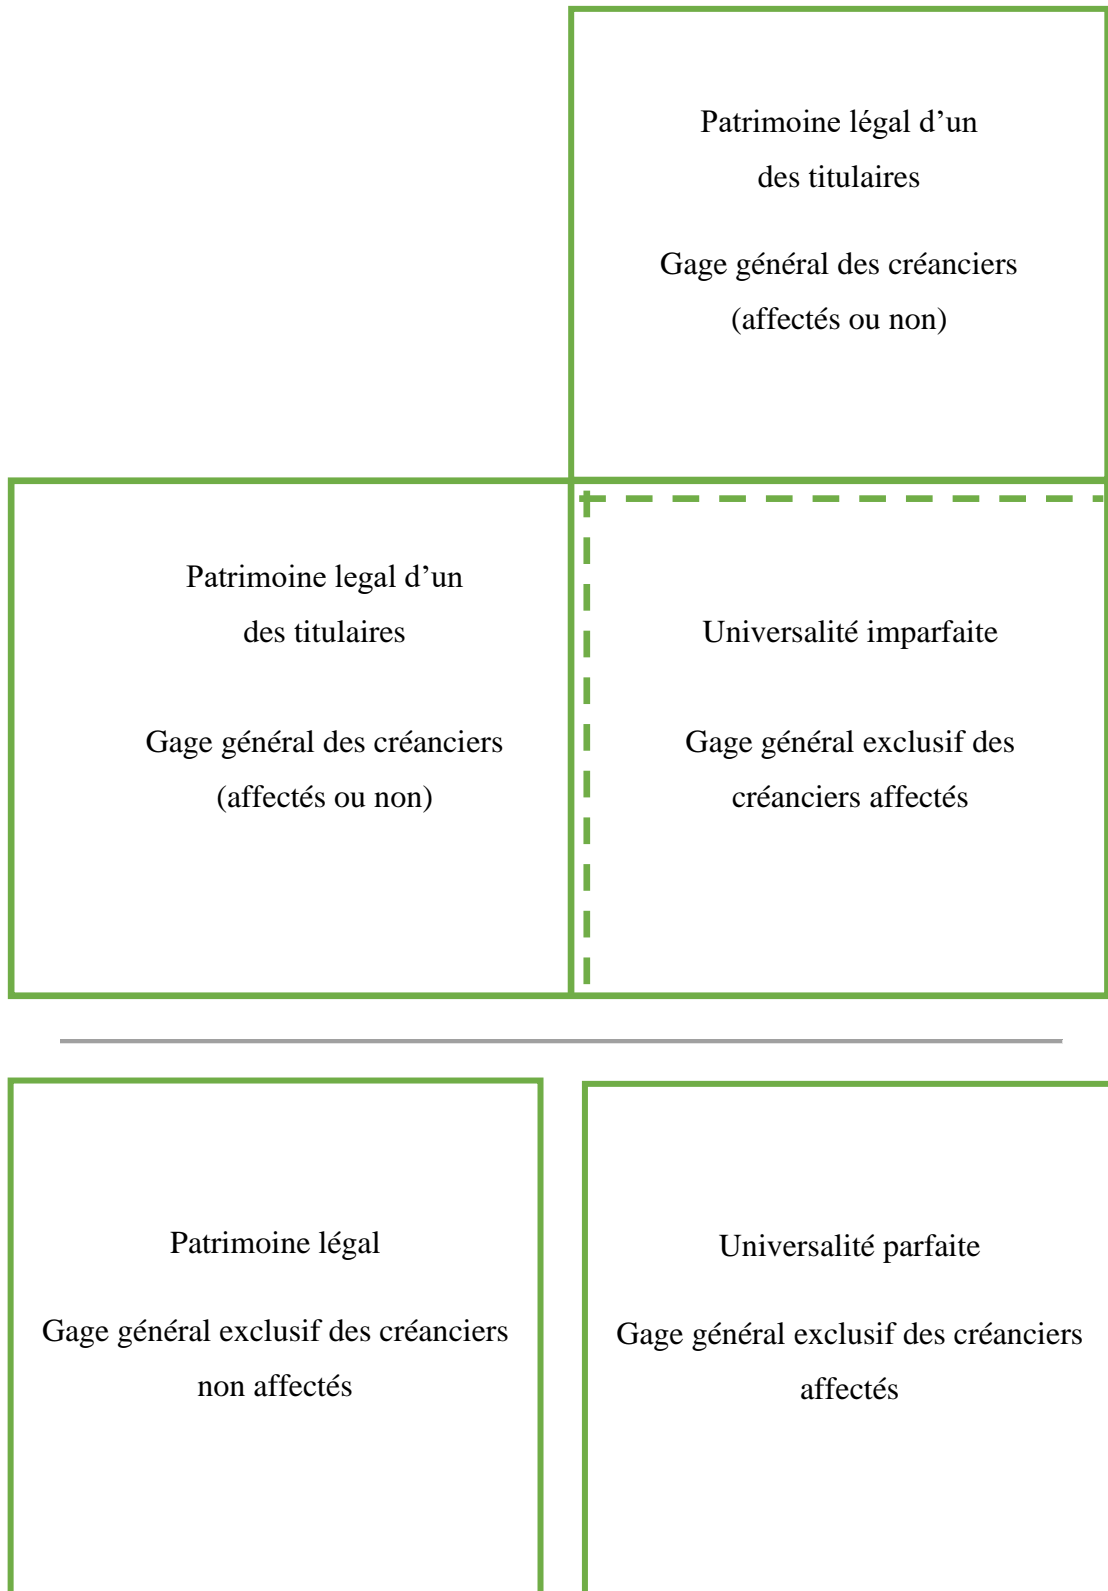 Patrimoine légal d’un
des titulaires
Gage général des créanciers
(affectés ou non)
Patrimoine legal d’un
des titulaires
Gage général des créanciers
(affectés ou non)
Universalité imparfaite
Gage général exclusif des
créanciers affectés
Patrimoine légal
Gage général exclusif des créanciers
non affectés
Universalité parfaite
Gage général exclusif des créanciers
affectés